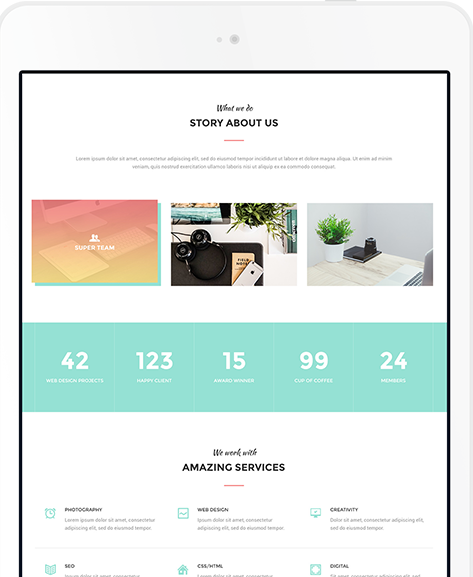 What we do
STORY ABOUT US
Lorem ipsum dolor sit amet, consectetur adipiscing elit, sed do eiusmod tempor incididunt ut labore et dolore magna aliqua. Ut enim ad minim
veniam, quis nostrud exercitation ullamco laboris nisi ut aliquip ex ea commodo consequat.
SUPER TEAM
FIELD NOTES
42
123
15
99
24
WEB DESIGN PROJECTS
HAPPY CLIENT
AWARD WINNER
CUP OF COFFEE
MEMBERS
We work with
AMAZING SERVICES
PHOTOGRAPHY
Lorem ipsum dolor sit amet, consectetur
adipiscing elit, sed do eiusmod tempor.
WEB DESIGN
Lorem ipsum dolor sit amet, consectetur
adipiscing elit, sed do eiusmod tempor.
CREATIVITY
Lorem ipsum dolor sit amet, consectetur
adipiscing elit, sed do eiusmod tempor.
SEO
Lorem ipsum dolor sit amet, consectetur
CSS/HTML
Lorem ipsum dolor sit amet, consectetur
DIGITAL
Lorem ipsum dolor sit amet, consectetur